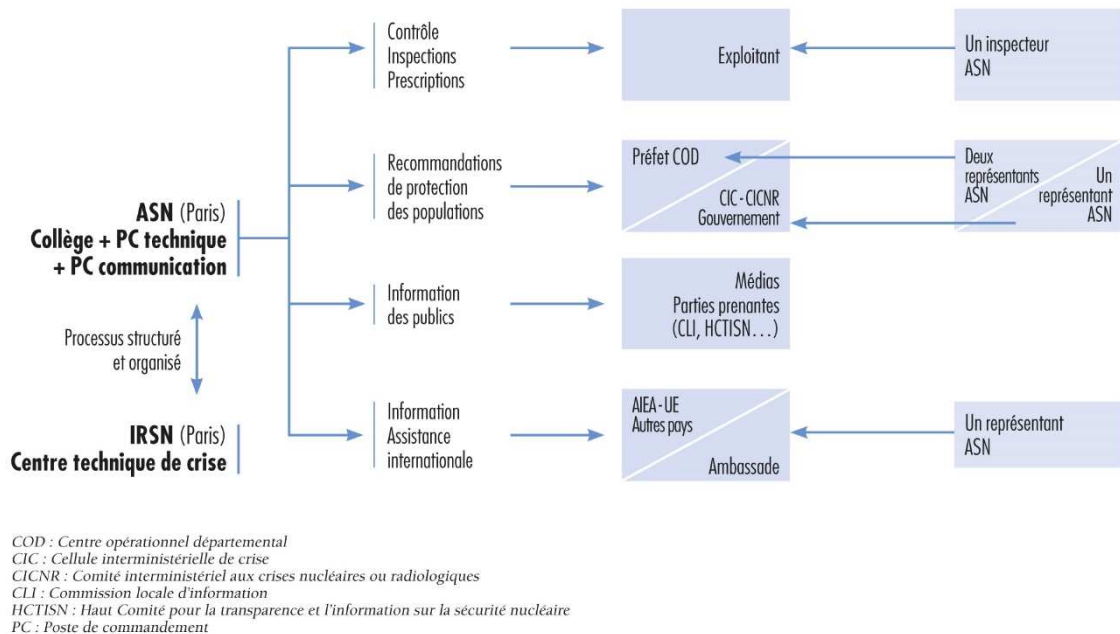 ASN (Paris)
Collège + PC technique
+ PC communication
Processus structuré
et organisé
IRSN (Paris)
Centre technique de crise
Contrôle
Inspections
Prescriptions
Exploitant
Un inspecteur
ASN
Recommandations
de protection
des populations
Préfet COD
CIC - CICNR
Gouvernement
Deux
représentants
ASN
Un
représentant
ASN
Information
des publics
Médias
Parties prenantes
(CLI, HCTISN…)
Information
Assistance
internationale
AIEA - UE
Autres pays
Ambassade
Un représentant
ASN
COD : Centre opérationnel départemental
CIC : Cellule interministérielle de crise
CICNR : Comité interministériel aux crises nucléaires ou radiologiques
CLI : Commission locale d'information
HCTISN : Haut Comité pour la transparence et l'information sur la sécurité nucléaire
PC : Poste de commandement